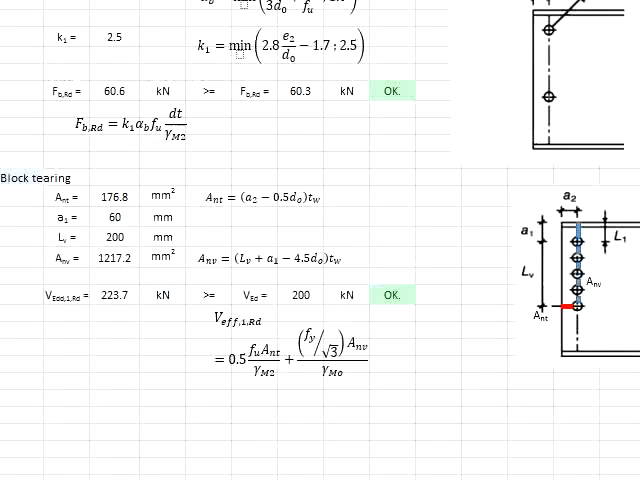 3d₀ fᵤ
k₁ = 2.5 k₁ = min(2.8 e₂/d₀ − 1.7 ; 2.5)
F_b,Rd = 60.6 kN >= F_b,Rd = 60.3 kN OK.
F_b,Rd = k₁α_b fᵤ dt/γ_M2
Block tearing
A_nt = 176.8 mm² A_nt = (a₂ − 0.5d₀)t_w
a₁ = 60 mm
L_v = 200 mm
A_nv = 1217.2 mm² A_nv = (L_v + a₁ − 4.5d₀)t_w
V_Edd,1,Rd = 223.7 kN >= V_Ed = 200 kN OK.
V_eff,1,Rd
= 0.5 fᵤA_nt/γ_M2 + (f_y/√3) A_nv/γ_M0
a₂
a₁
L₁
L_v
A_nv
A_nt